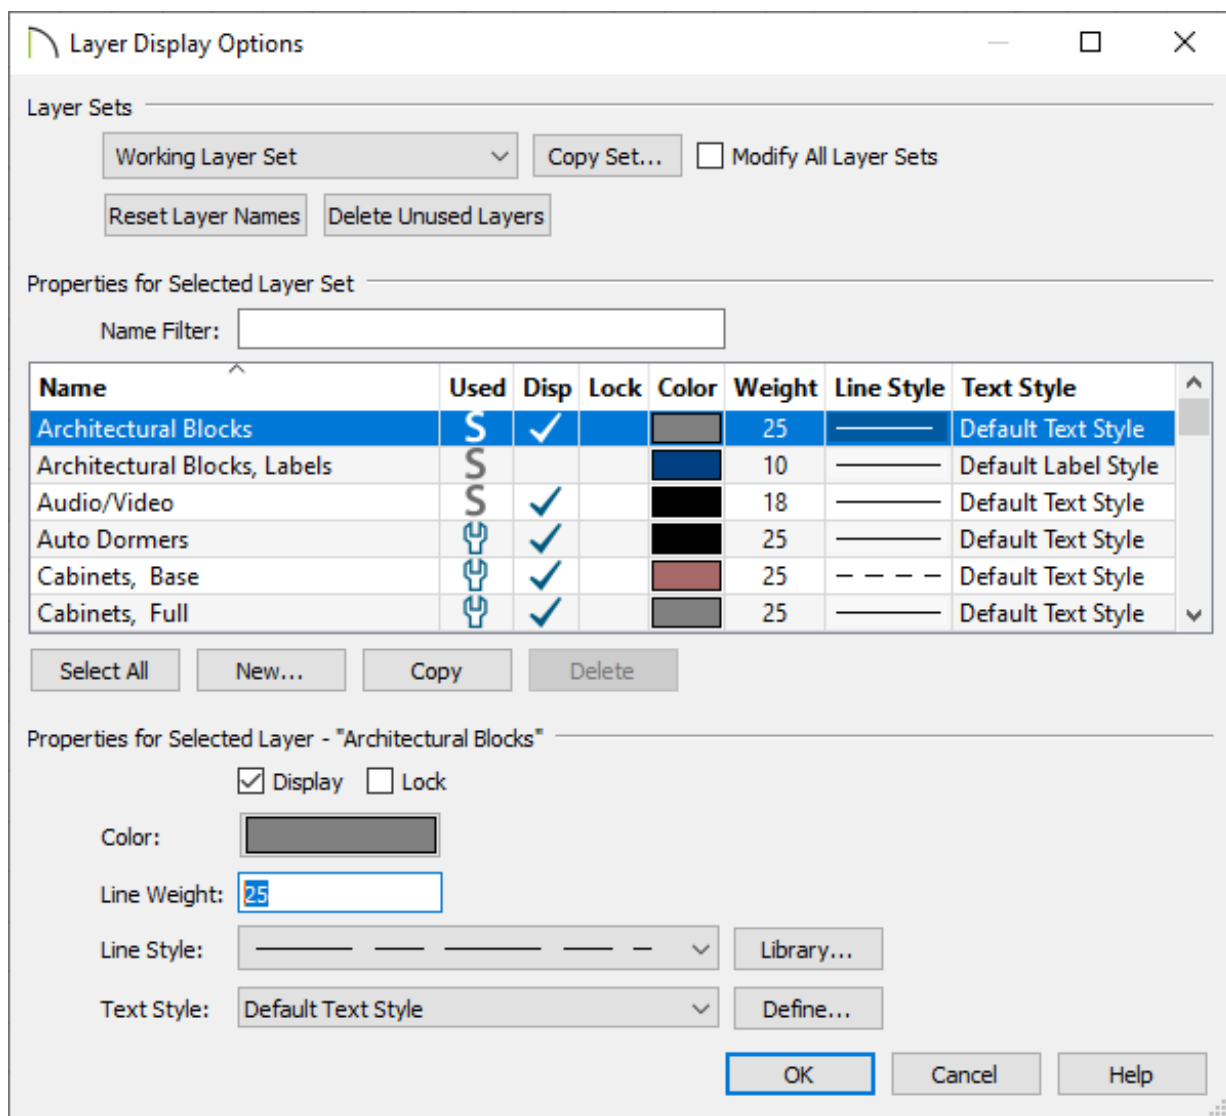 Layer Display Options
Layer Sets
Working Layer Set Copy Set... Modify All Layer Sets
Reset Layer Names Delete Unused Layers
Properties for Selected Layer Set
Name Filter:
Name Used Disp Lock Color Weight Line Style Text Style
Architectural Blocks S 25 Default Text Style
Architectural Blocks, Labels S 10 Default Label Style
Audio/Video S 18 Default Text Style
Auto Dormers 25 Default Text Style
Cabinets,  Base 25 Default Text Style
Cabinets,  Full 25 Default Text Style
Select All New... Copy Delete
Properties for Selected Layer - "Architectural Blocks"
Display Lock
Color:
Line Weight: 25
Line Style: Library...
Text Style: Default Text Style Define...
OK Cancel Help